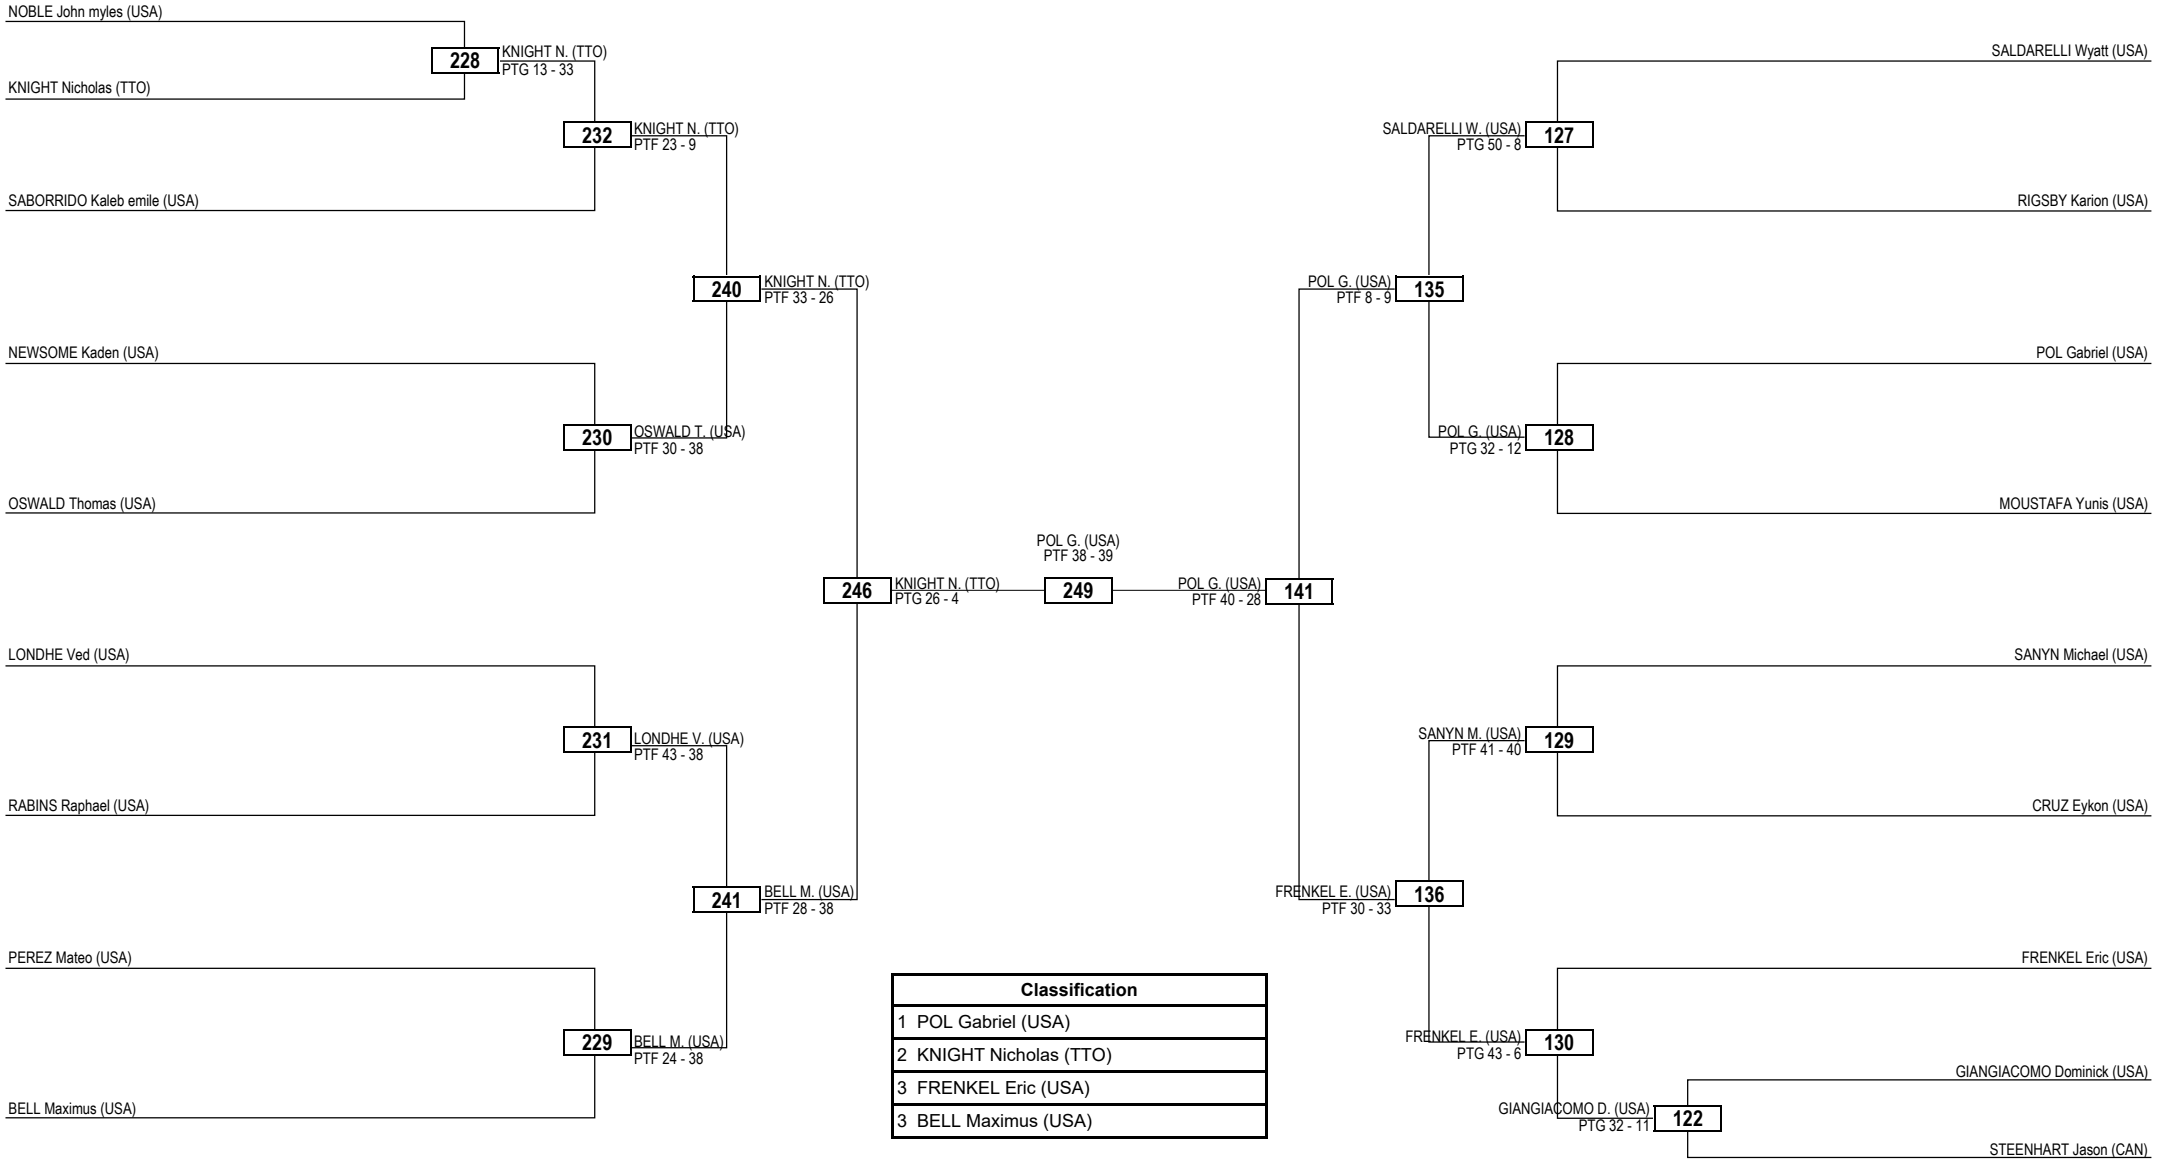 NOBLE John myles (USA)
228
KNIGHT N. (TTO)
PTG 13 - 33
KNIGHT Nicholas (TTO)
232
KNIGHT N. (TTO)
PTF 23 - 9
SABORRIDO Kaleb emile (USA)
240
KNIGHT N. (TTO)
PTF 33 - 26
NEWSOME Kaden (USA)
230
OSWALD T. (USA)
PTF 30 - 38
OSWALD Thomas (USA)
246
KNIGHT N. (TTO)
PTG 26 - 4
LONDHE Ved (USA)
231
LONDHE V. (USA)
PTF 43 - 38
RABINS Raphael (USA)
241
BELL M. (USA)
PTF 28 - 38
PEREZ Mateo (USA)
229
BELL M. (USA)
PTF 24 - 38
BELL Maximus (USA)
POL G. (USA)
PTF 38 - 39
249
SALDARELLI Wyatt (USA)
SALDARELLI W. (USA)
PTG 50 - 8
127
RIGSBY Karion (USA)
POL G. (USA)
PTF 8 - 9
135
POL Gabriel (USA)
POL G. (USA)
PTG 32 - 12
128
MOUSTAFA Yunis (USA)
POL G. (USA)
PTF 40 - 28
141
SANYN Michael (USA)
SANYN M. (USA)
PTF 41 - 40
129
CRUZ Eykon (USA)
FRENKEL E. (USA)
PTF 30 - 33
136
FRENKEL Eric (USA)
FRENKEL E. (USA)
PTG 43 - 6
130
GIANGIACOMO Dominick (USA)
GIANGIACOMO D. (USA)
PTG 32 - 11
122
STEENHART Jason (CAN)
Classification
1 POL Gabriel (USA)
2 KNIGHT Nicholas (TTO)
3 FRENKEL Eric (USA)
3 BELL Maximus (USA)